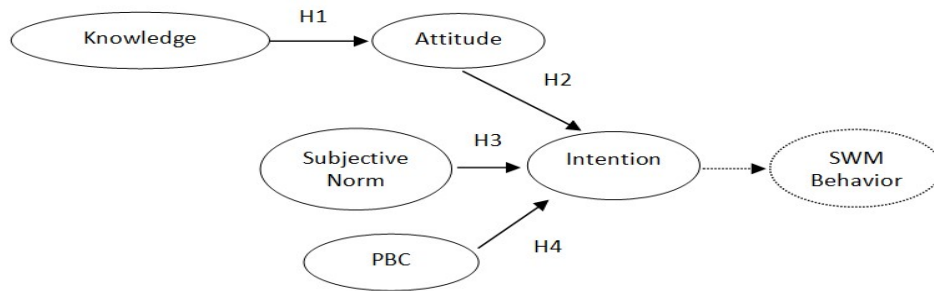 H1
Knowledge
Attitude
H2
Subjective
Norm
H3
Intention
SWM
Behavior
PBC
H4